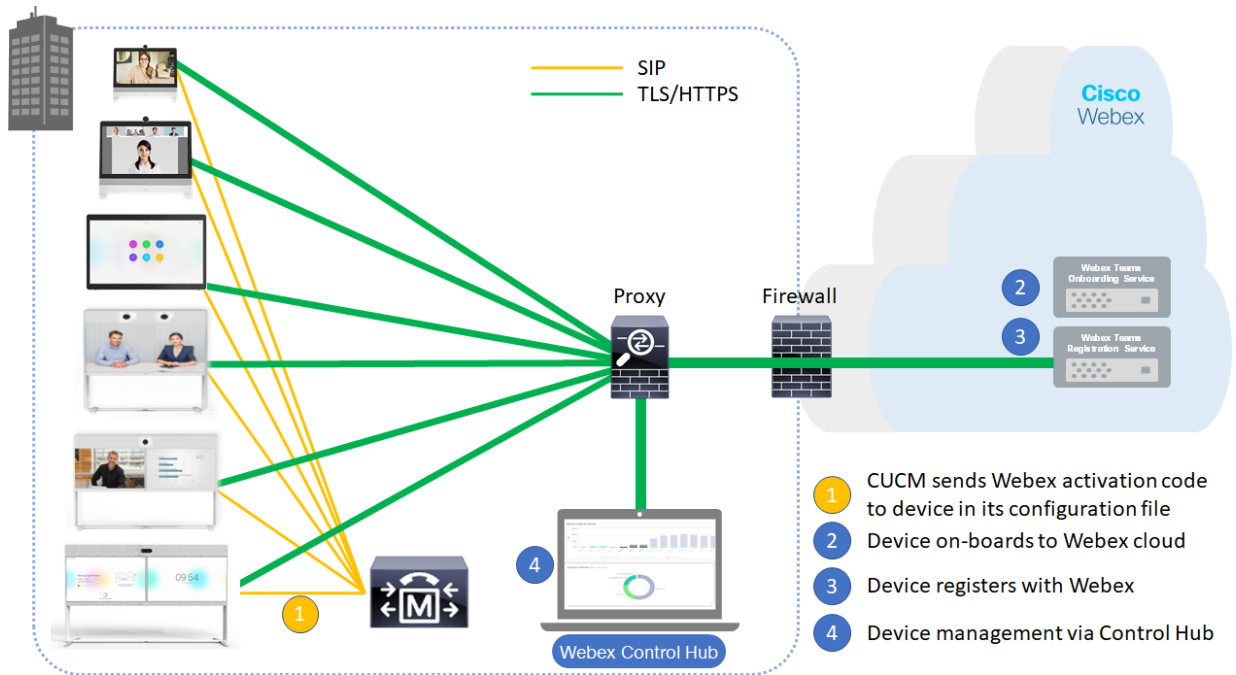 SIP
TLS/HTTPS
Cisco
Webex
Webex Teams
Onboarding Service
2
Proxy
Firewall
3
Webex Teams
Registration Service
CUCM sends Webex activation code
1
to device in its configuration file
2 Device on-boards to Webex cloud
09:54
4
M
3 Device registers with Webex
1
4 Device management via Control Hub
Webex Control Hub